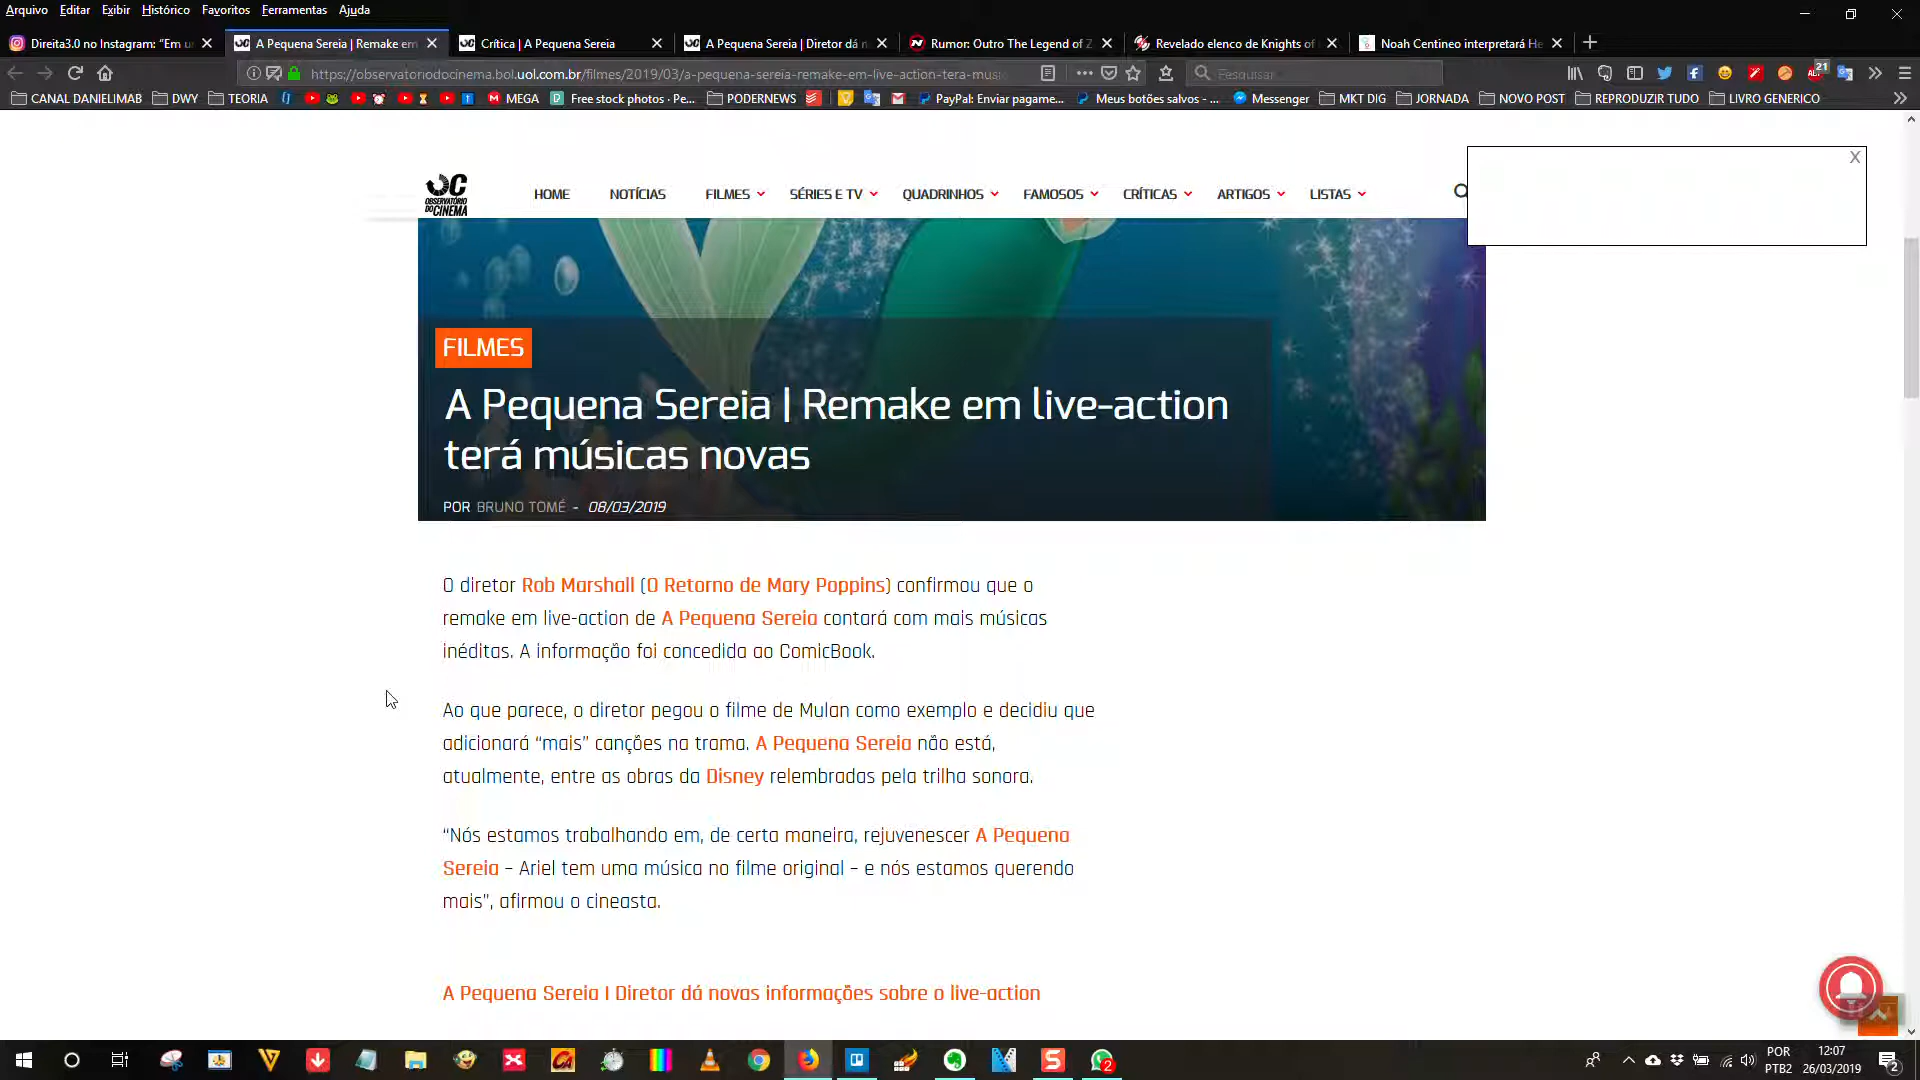 Arquivo Editar Exibir Histórico Favoritos Ferramentas Ajuda
Direita3.0 no Instagram: “Em u
A Pequena Sereia | Remake em
Crítica | A Pequena Sereia
A Pequena Sereia | Diretor dá n
Rumor: Outro The Legend of Z
Revelado elenco de Knights of
Noah Centineo interpretará He
https://observatoriodocinema.bol.uol.com.br/filmes/2019/03/a-pequena-sereia-remake-em-live-action-tera-musi
Pesquisar
21
CANAL DANIELIMAB DWY TEORIA MEGA Free stock photos · Pe... PODERNEWS PayPal: Enviar pagame... Meus botões salvos - ... Messenger MKT DIG JORNADA NOVO POST REPRODUZIR TUDO LIVRO GENERICO
X
OBSERVATÓRIO
DO CINEMA
HOME NOTÍCIAS FILMES SÉRIES E TV QUADRINHOS FAMOSOS CRÍTICAS ARTIGOS LISTAS
FILMES
A Pequena Sereia | Remake em live-action
terá músicas novas
POR BRUNO TOMÉ - 08/03/2019
O diretor Rob Marshall (O Retorno de Mary Poppins) confirmou que o
remake em live-action de A Pequena Sereia contará com mais músicas
inéditas. A informação foi concedida ao ComicBook.
Ao que parece, o diretor pegou o filme de Mulan como exemplo e decidiu que
adicionará “mais” canções na trama. A Pequena Sereia não está,
atualmente, entre as obras da Disney relembradas pela trilha sonora.
“Nós estamos trabalhando em, de certa maneira, rejuvenescer A Pequena
Sereia – Ariel tem uma música no filme original – e nós estamos querendo
mais”, afirmou o cineasta.
A Pequena Sereia | Diretor dá novas informações sobre o live-action
2
POR
PTB2
12:07
26/03/2019
2